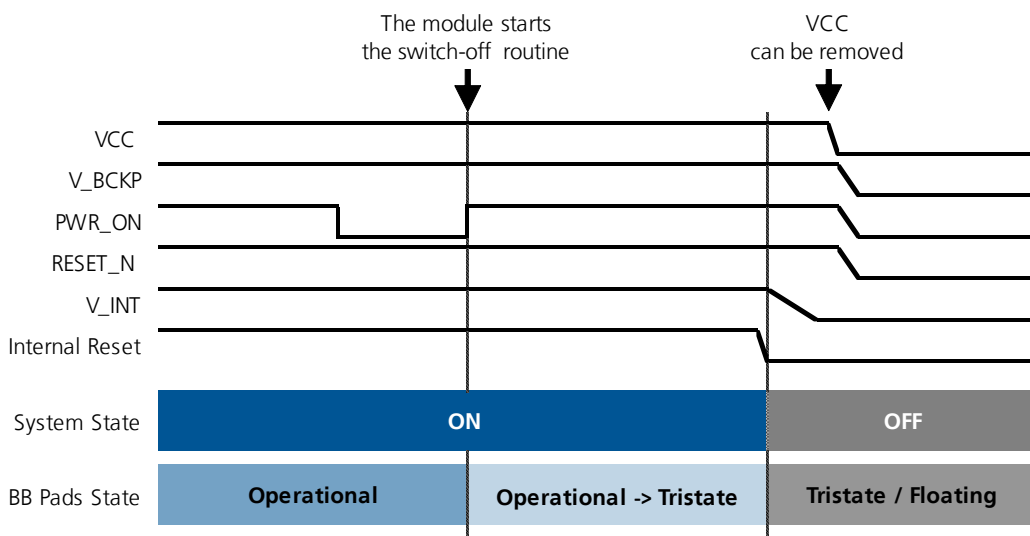 The module starts
the switch-off routine
VCC
can be removed
VCC
V_BCKP
PWR_ON
RESET_N
V_INT
Internal Reset
System State
ON
OFF
BB Pads State
Operational
Operational -> Tristate
Tristate / Floating